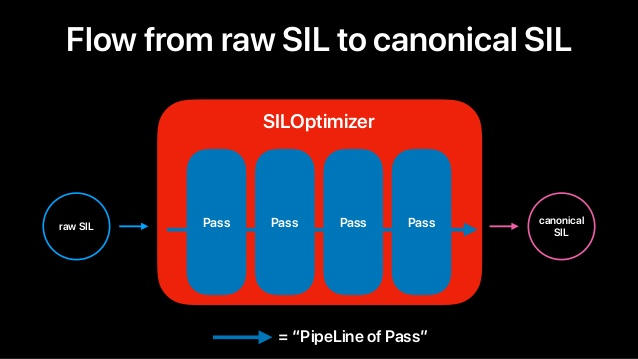 Flow from raw SIL to canonical SIL
SILOptimizer
raw SIL
Pass
Pass
Pass
Pass
canonical
SIL
= “PipeLine of Pass”